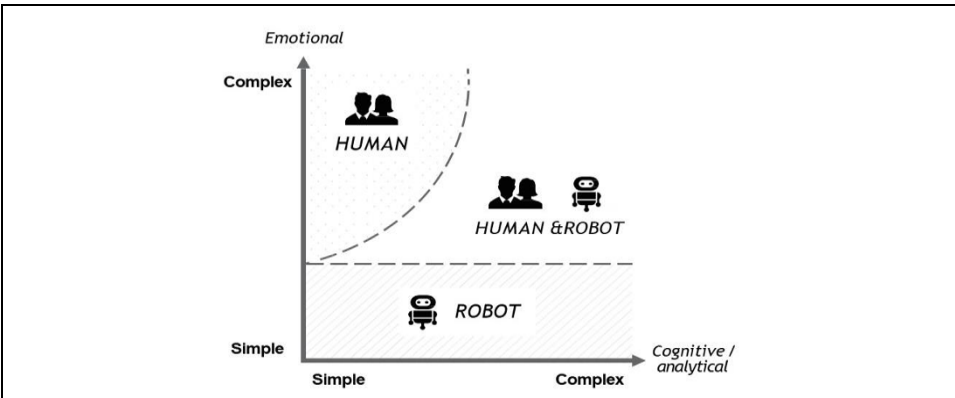 Emotional
Complex
HUMAN
HUMAN &ROBOT
ROBOT
Simple
Cognitive /
analytical
Simple
Complex